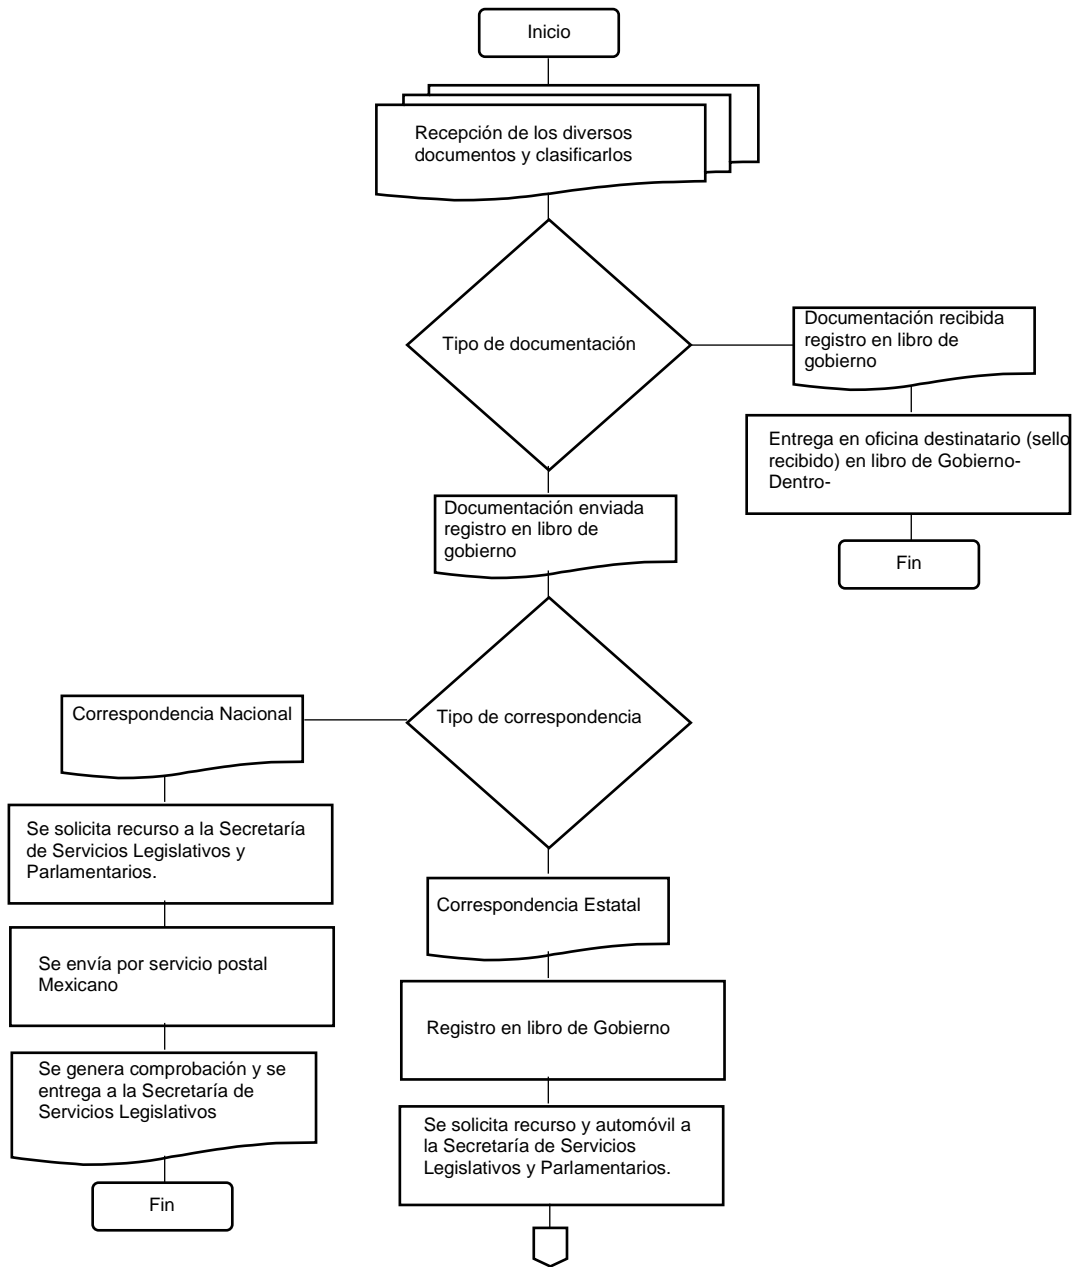 Inicio
Recepción de los diversos
documentos y clasificarlos
Tipo de documentación
Documentación recibida
registro en libro de
gobierno
Entrega en oficina destinatario (sello
recibido) en libro de Gobierno-
Dentro-
Fin
Documentación enviada
registro en libro de
gobierno
Tipo de correspondencia
Correspondencia Nacional
Se solicita recurso a la Secretaría
de Servicios Legislativos y
Parlamentarios.
Se envía por servicio postal
Mexicano
Se genera comprobación y se
entrega a la Secretaría de
Servicios Legislativos
Fin
Correspondencia Estatal
Registro en libro de Gobierno
Se solicita recurso y automóvil a
la Secretaría de Servicios
Legislativos y Parlamentarios.